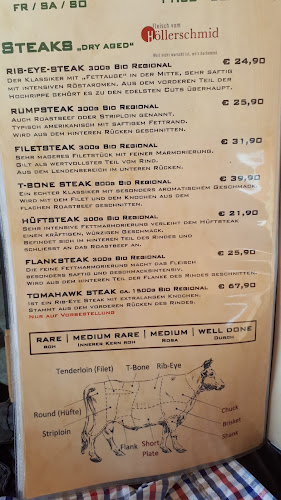 FR / SA / SO
Fleisch vom
Höllerschmid
STEAKS „DRY AGED"
RIB-EYE-STEAK 300g Bio Regional € 24,90
Der Klassiker mit „Fettauge" in der Mitte, sehr saftig
mit intensiven Röstaromen. Aus dem vorderen Teil der
Hochrippe gehört es zu den edelsten Cuts überhaupt.
RUMPSTEAK 300g Bio Regional € 25,90
Auch Roastbeef oder Striploin genannt,
typisch amerikanisch mit saftigem Fettrand.
Wird aus dem hinteren Rücken geschnitten.
FILETSTEAK 300g Bio Regional € 31,90
Sehr mageres Filetstück mit feiner Marmorierung,
Gilt als wertvollster Teil vom Rind.
Aus dem Lendenbereich im unteren Rücken.
T-BONE STEAK 500g Bio Regional € 39,90
Ein echter Klassiker mit besonders aromatischem Geschmack.
Wird mit dem Filet und dem Knochen aus dem
flachen Roastbeef geschnitten.
HÜFTSTEAK 300g Bio Regional € 21,90
Sehr intensive Fettmarmorierung verleiht dem Hüftsteak
einen kräftigen, würzigen Geschmack.
Befindet sich im hinteren Teil des Rindes und
schließt an das Roastbeef an.
FLANKSTEAK 300g Bio Regional € 25,90
Die feine Fettmarmorierung macht das Fleisch
besonders saftig und geschmacksintensiv.
Wird aus dem hinteren Teil der Flanke des Rindes geschnitten.
TOMAHAWK STEAK ca. 1500g Bio Regional € 67,90
Ist ein Rib-Eye Steak mit extralangem Knochen.
Stammt aus dem vorderen Rücken des Rindes.
Nur auf Vorbestellung
RARE | MEDIUM RARE | MEDIUM | WELL DONE
roh Innerer Kern roh Rosa Durch
Tenderloin (Filet) T-Bone Rib-Eye
Round (Hüfte)
Striploin
Chuck
Brisket
Shank
Flank Short
Plate